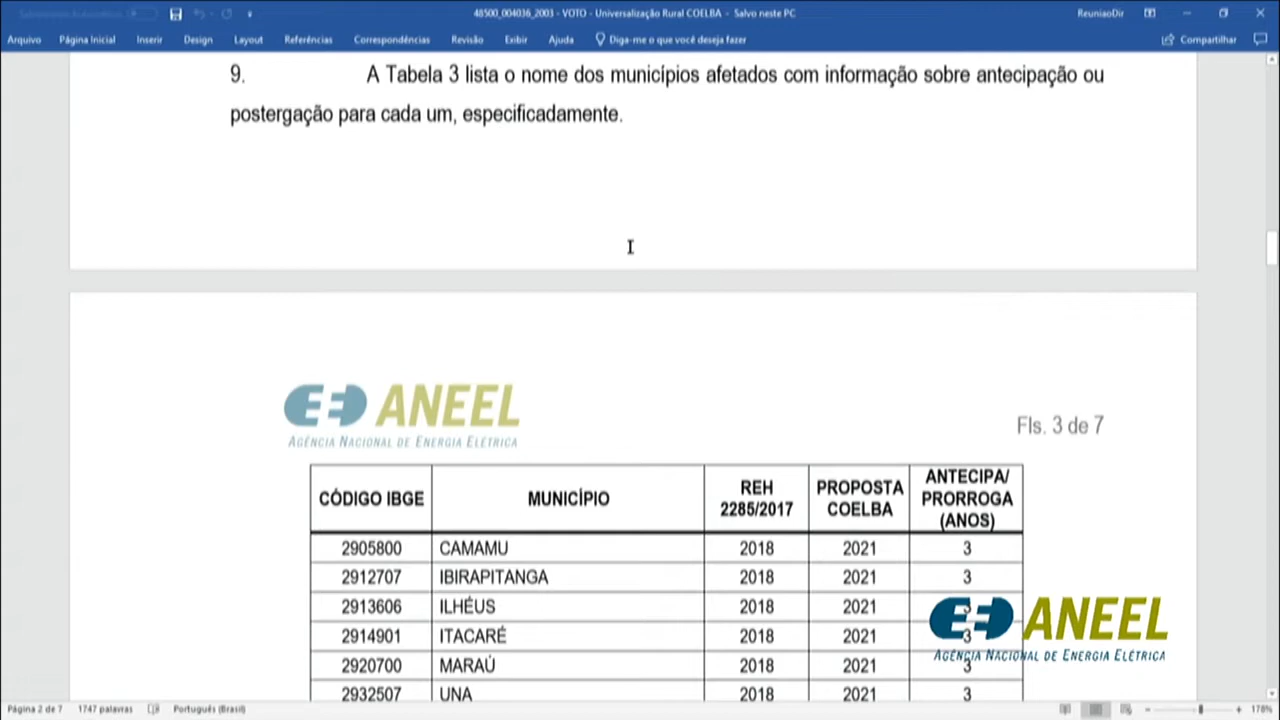 48500_004036_2003 - VOTO - Universalização Rural COELBA - Salvo neste PC
ReuniaoDir
Arquivo Página Inicial Inserir Design Layout Referências Correspondências Revisão Exibir Ajuda Diga-me o que você deseja fazer Compartilhar
9. A Tabela 3 lista o nome dos municípios afetados com informação sobre antecipação ou
postergação para cada um, especificadamente.
ANEEL
AGÊNCIA NACIONAL DE ENERGIA ELÉTRICA
Fls. 3 de 7
CÓDIGO IBGE MUNICÍPIO REH 2285/2017 PROPOSTA COELBA ANTECIPA/ PRORROGA (ANOS)
2905800 CAMAMU 2018 2021 3
2912707 IBIRAPITANGA 2018 2021 3
2913606 ILHÉUS 2018 2021 3
2914901 ITACARÉ 2018 2021 3
2920700 MARAÚ 2018 2021 3
2932507 UNA 2018 2021 3
ANEEL
AGÊNCIA NACIONAL DE ENERGIA ELÉTRICA
Página 2 de 7 1747 palavras Português (Brasil) 178%